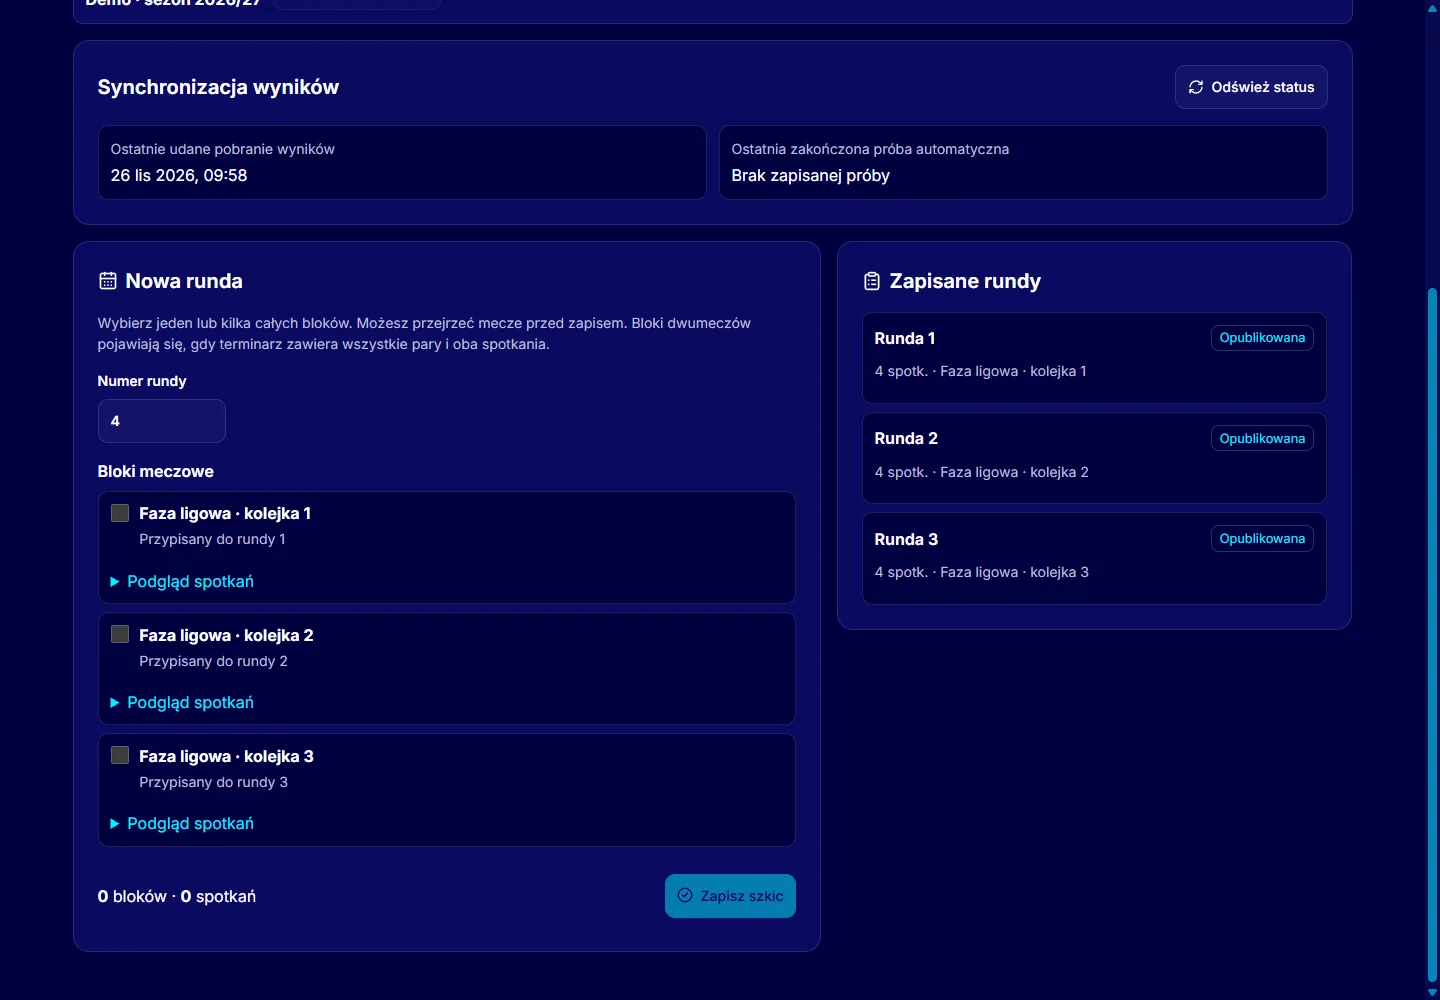 Demo · sezon 2026/27
Synchronizacja wyników
Odśwież status
Ostatnie udane pobranie wyników
26 lis 2026, 09:58
Ostatnia zakończona próba automatyczna
Brak zapisanej próby
Nowa runda
Wybierz jeden lub kilka całych bloków. Możesz przejrzeć mecze przed zapisem. Bloki dwumeczów
pojawiają się, gdy terminarz zawiera wszystkie pary i oba spotkania.
Numer rundy
4
Bloki meczowe
Faza ligowa · kolejka 1
Przypisany do rundy 1
Podgląd spotkań
Faza ligowa · kolejka 2
Przypisany do rundy 2
Podgląd spotkań
Faza ligowa · kolejka 3
Przypisany do rundy 3
Podgląd spotkań
0 bloków · 0 spotkań
Zapisz szkic
Zapisane rundy
Runda 1
Opublikowana
4 spotk. · Faza ligowa · kolejka 1
Runda 2
Opublikowana
4 spotk. · Faza ligowa · kolejka 2
Runda 3
Opublikowana
4 spotk. · Faza ligowa · kolejka 3